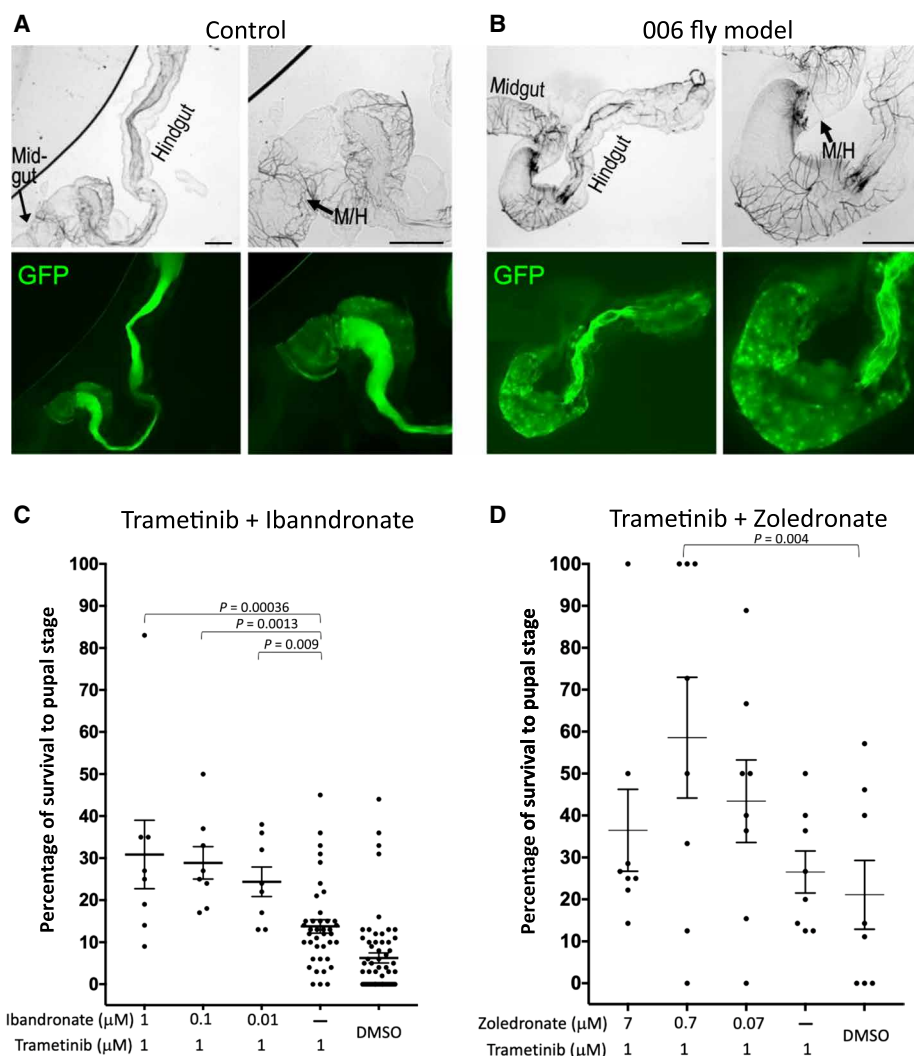 A
Control
B
006 fly model
Mid-
gut
Hindgut
M/H
Midgut
Hindgut
M/H
GFP
GFP
C
Trametinib + Ibanndronate
Percentage of survival to pupal stage
100
90
80
70
60
50
40
30
20
10
0
P = 0.00036
P = 0.0013
P = 0.009
Ibandronate (μM) 1 0.1 0.01 — DMSO
Trametinib (μM) 1 1 1 1
D
Trametinib + Zoledronate
Percentage of survival to pupal stage
100
90
80
70
60
50
40
30
20
10
0
P = 0.004
Zoledronate (μM) 7 0.7 0.07 — DMSO
Trametinib (μM) 1 1 1 1